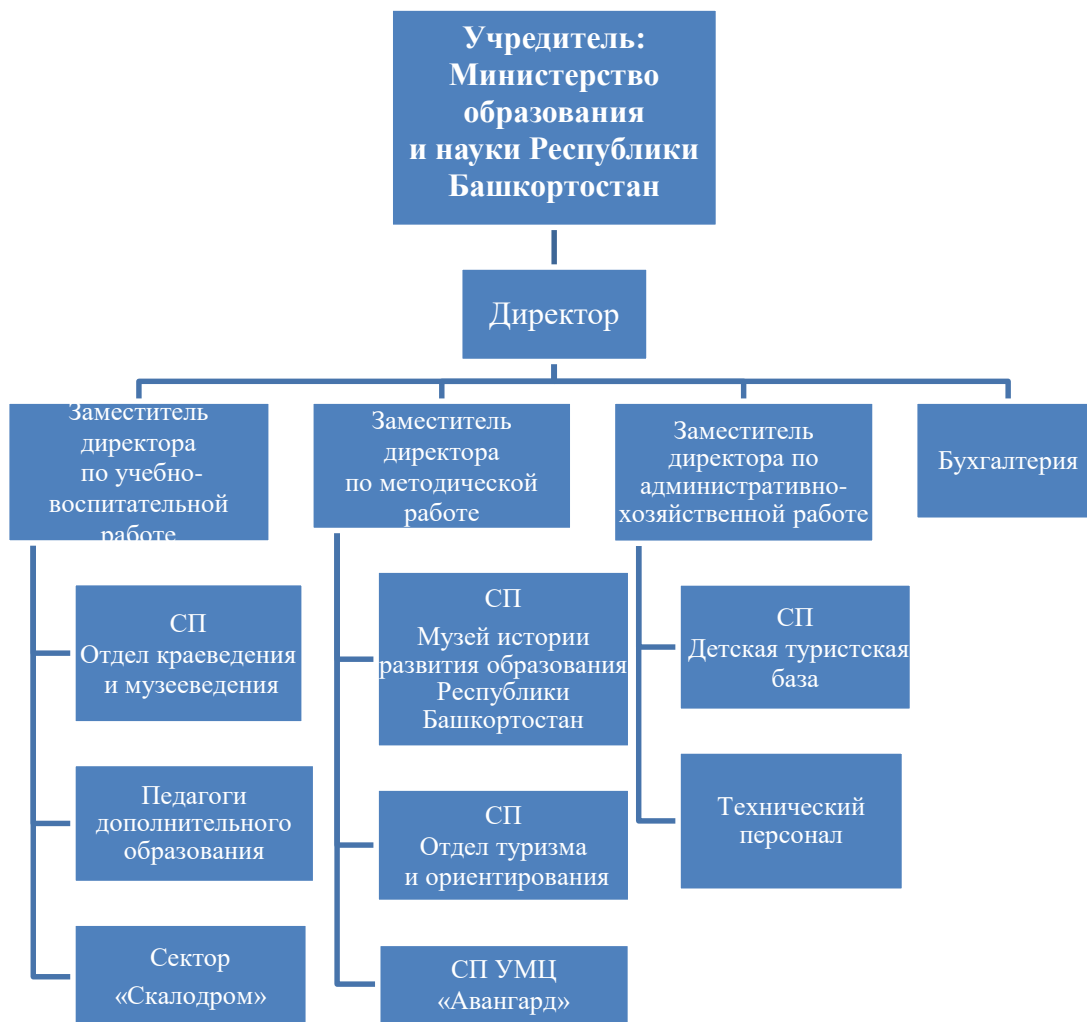 Учредитель:
Министерство
образования
и науки Республики
Башкортостан
Директор
Заместитель
директора
по учебно-
воспитательной
работе
Заместитель
директора
по методической
работе
Заместитель
директора по
административно-
хозяйственной работе
Бухгалтерия
СП
Отдел краеведения
и музееведения
Педагоги
дополнительного
образования
Сектор
«Скалодром»
СП
Музей истории
развития образования
Республики
Башкортостан
СП
Отдел туризма
и ориентирования
СП УМЦ
«Авангард»
СП
Детская туристская
база
Технический
персонал